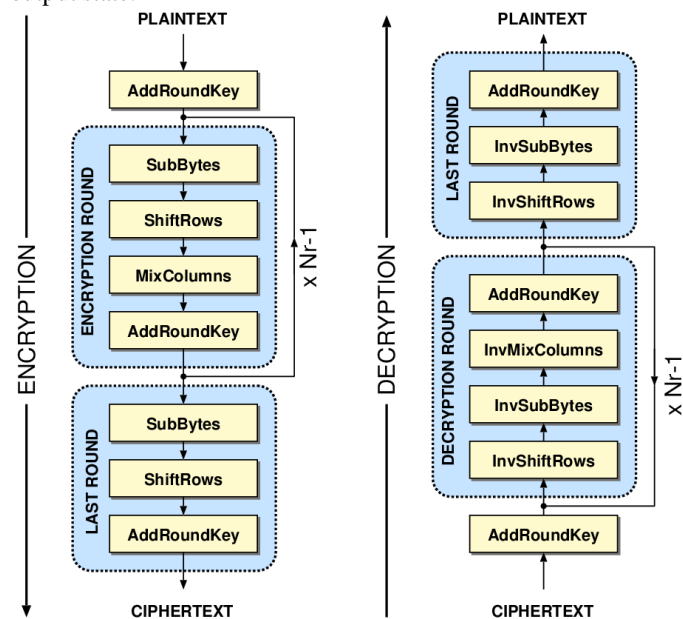 PLAINTEXT
AddRoundKey
SubBytes
ShiftRows
MixColumns
AddRoundKey
ENCRYPTION ROUND
x Nr-1
SubBytes
ShiftRows
AddRoundKey
LAST ROUND
CIPHERTEXT
ENCRYPTION
PLAINTEXT
AddRoundKey
InvSubBytes
InvShiftRows
LAST ROUND
AddRoundKey
InvMixColumns
InvSubBytes
InvShiftRows
DECRYPTION ROUND
x Nr-1
AddRoundKey
CIPHERTEXT
DECRYPTION